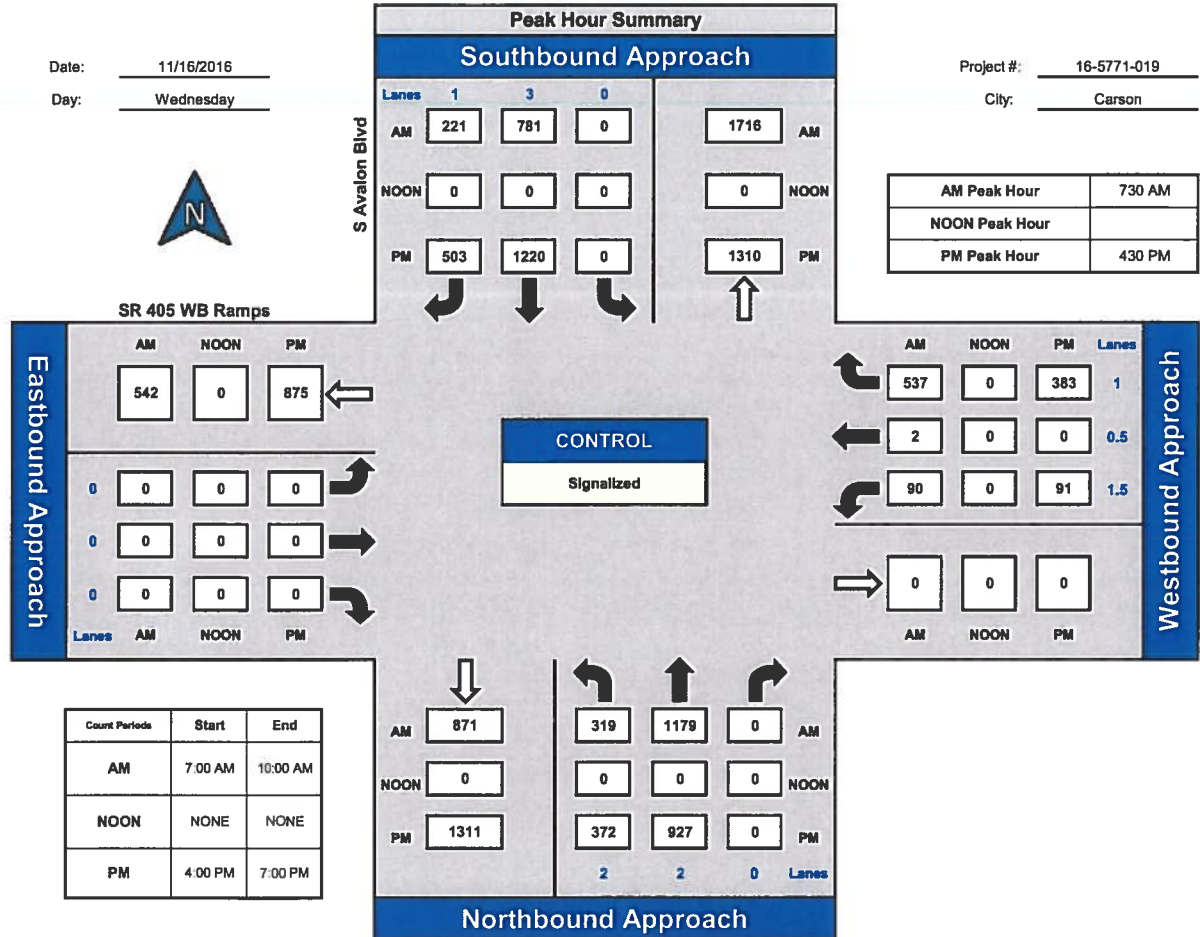 Peak Hour Summary
Southbound Approach
Date: 11/16/2016
Day: Wednesday
Project #: 16-5771-019
City: Carson
N
S Avalon Blvd
Lanes 1 3 0
AM 221 781 0 1716 AM
NOON 0 0 0 0 NOON
PM 503 1220 0 1310 PM
AM Peak Hour 730 AM
NOON Peak Hour
PM Peak Hour 430 PM
SR 405 WB Ramps
Eastbound Approach
AM NOON PM
542 0 875
0 0 0 0
0 0 0 0
0 0 0 0
Lanes AM NOON PM
CONTROL
Signalized
AM NOON PM Lanes
537 0 383 1
2 0 0 0.5
90 0 91 1.5
0 0 0
AM NOON PM
Westbound Approach
Count Periods Start End
AM 7:00 AM 10:00 AM
NOON NONE NONE
PM 4:00 PM 7:00 PM
AM 871 319 1179 0 AM
NOON 0 0 0 0 NOON
PM 1311 372 927 0 PM
2 2 0 Lanes
Northbound Approach